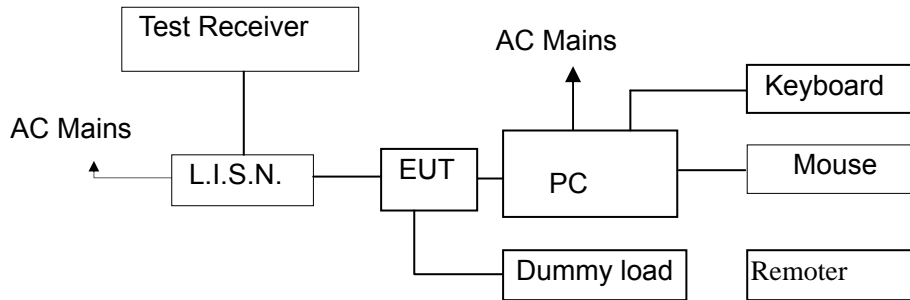 Test Receiver
AC Mains
Keyboard
AC Mains
L.I.S.N.
EUT
PC
Mouse
Dummy load
Remoter